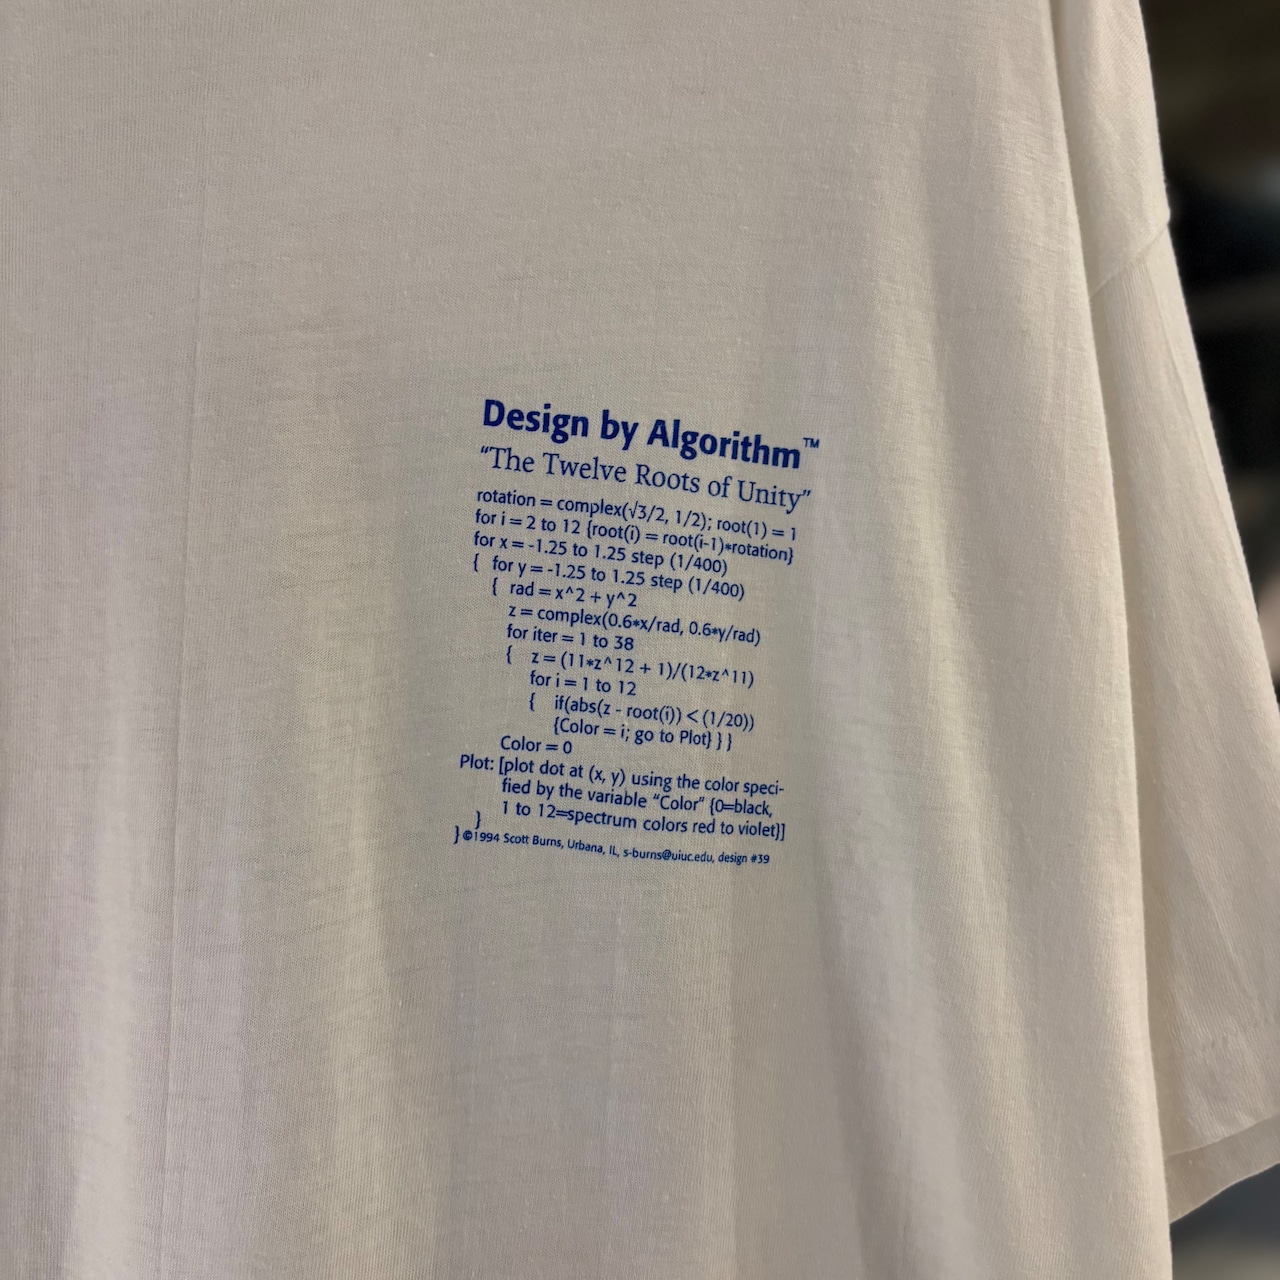 Design by Algorithm™
“The Twelve Roots of Unity”
rotation = complex(√3/2, 1/2); root(1) = 1
for i = 2 to 12 {root(i) = root(i-1)*rotation}
for x = -1.25 to 1.25 step (1/400)
{ for y = -1.25 to 1.25 step (1/400)
{ rad = x^2 + y^2
z = complex(0.6*x/rad, 0.6*y/rad)
for iter = 1 to 38
{ z = (11*z^12 + 1)/(12*z^11)
for i = 1 to 12
{ if(abs(z - root(i)) < (1/20))
{Color = i; go to Plot} } }
Color = 0
Plot: [plot dot at (x, y) using the color speci-
fied by the variable “Color” {0=black,
1 to 12=spectrum colors red to violet}]
}
} ©1994 Scott Burns, Urbana, IL, s-burns@uiuc.edu, design #39